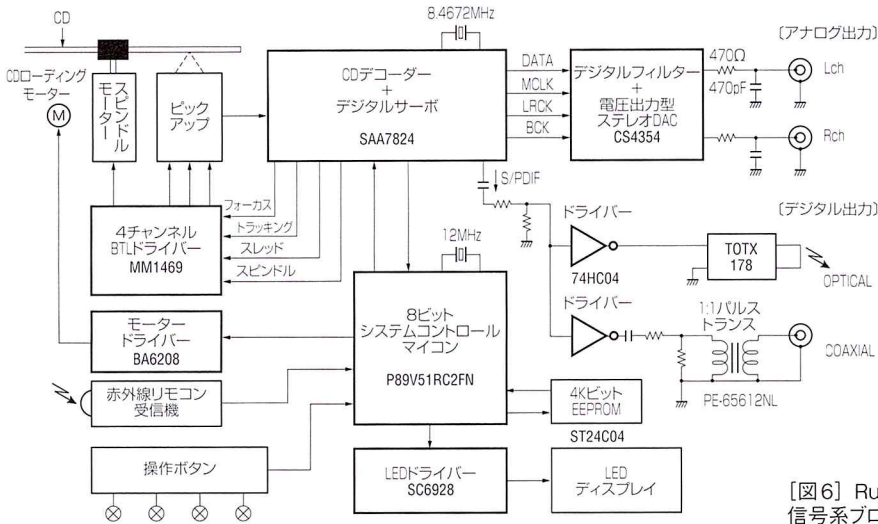 8.4672MHz
CD
〔アナログ出力〕
CDローディング
モーター
M
スピンドル
モーター
ピック
アップ
CDデコーダー
+
デジタルサーボ
SAA7824
DATA
MCLK
LRCK
BCK
デジタルフィルター
+
電圧出力型
ステレオDAC
CS4354
470Ω
470pF
Lch
Rch
S/PDIF
フォーカス
トラッキング
スレッド
スピンドル
4チャンネル
BTLドライバー
MM1469
12MHz
ドライバー
74HC04
〔デジタル出力〕
TOTX
178
OPTICAL
モーター
ドライバー
BA6208
8ビット
システムコントロール
マイコン
P89V51RC2FN
ドライバー
1:1パルス
トランス
COAXIAL
PE-65612NL
赤外線リモコン
受信機
4Kビット
EEPROM
ST24C04
操作ボタン
LEDドライバー
SC6928
LED
ディスプレイ
［図6］Ru
信号系ブロ